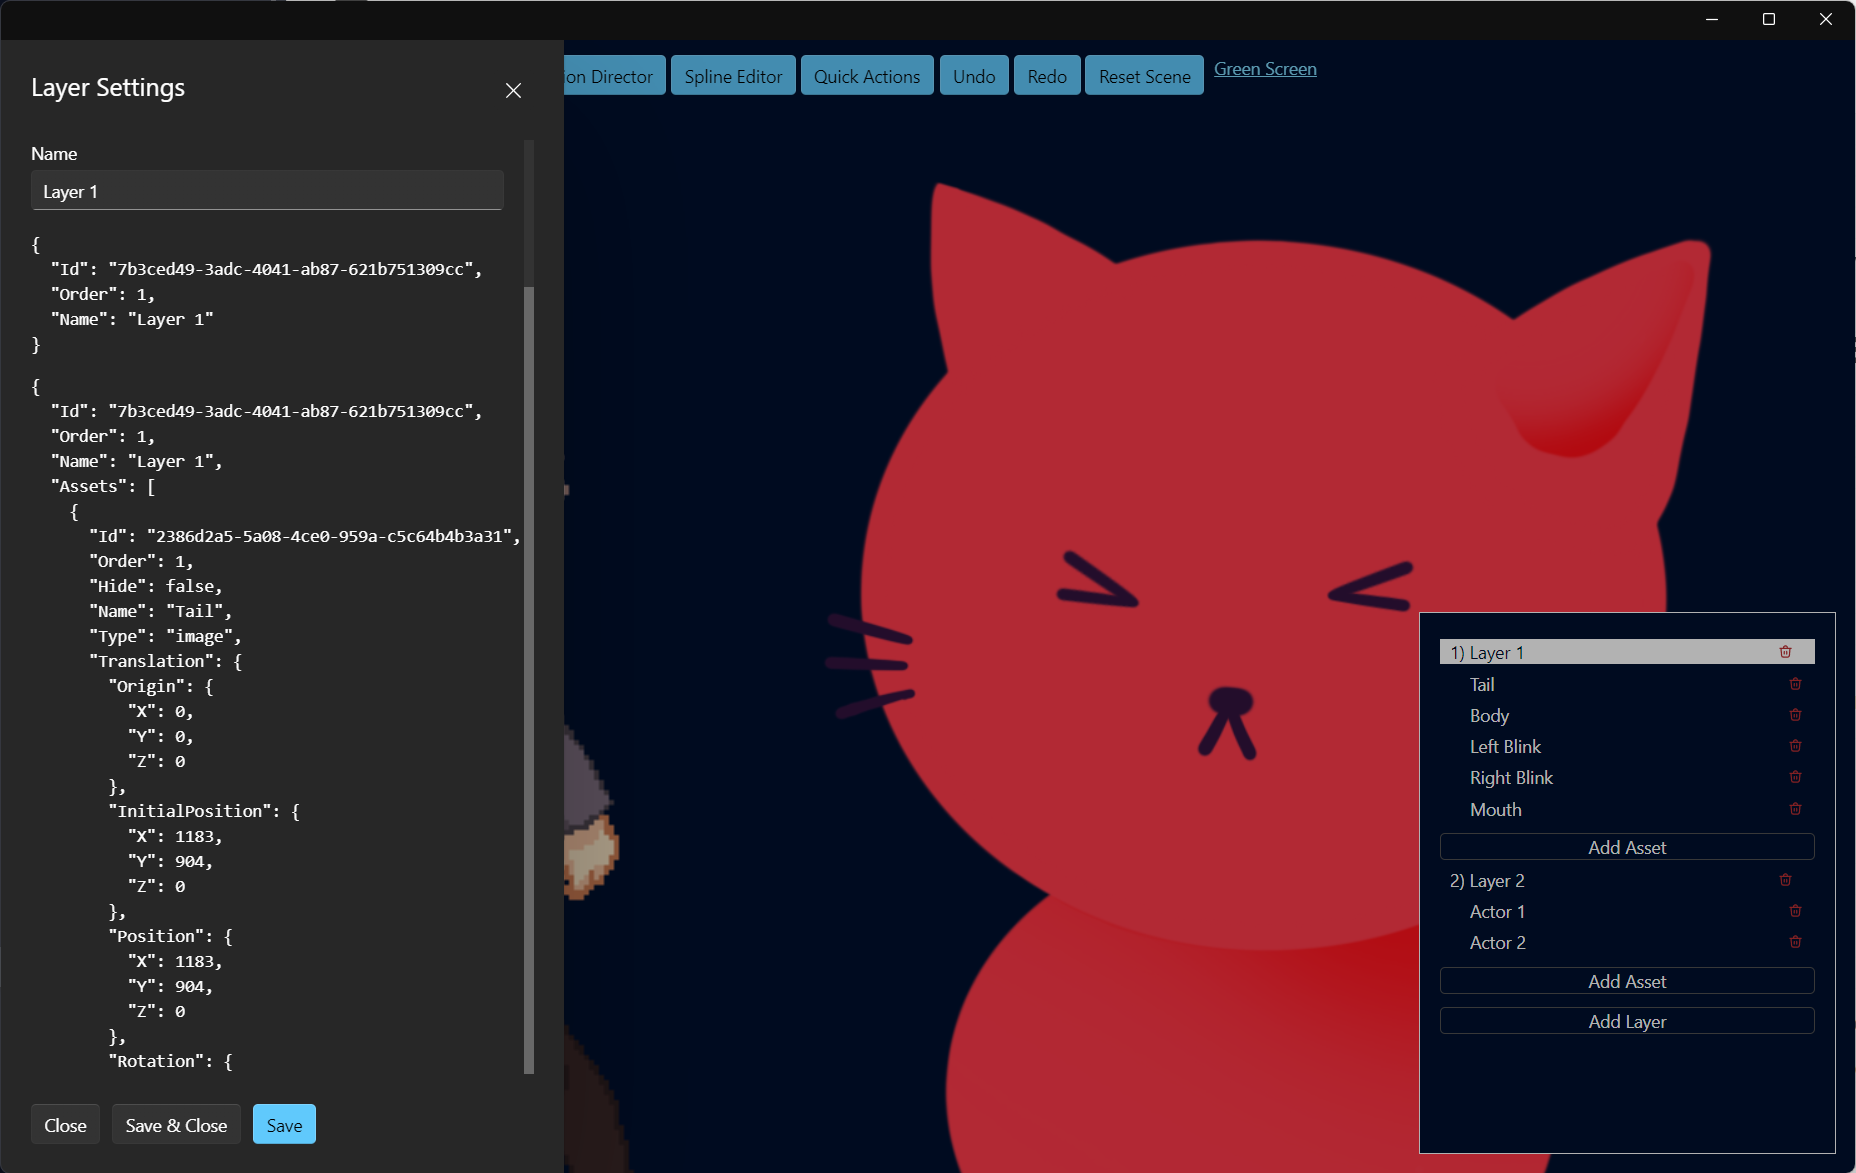 Layer Settings
Name
Layer 1
{
"Id": "7b3ced49-3adc-4041-ab87-621b751309cc",
"Order": 1,
"Name": "Layer 1"
}
{
"Id": "7b3ced49-3adc-4041-ab87-621b751309cc",
"Order": 1,
"Name": "Layer 1",
"Assets": [
{
"Id": "2386d2a5-5a08-4ce0-959a-c5c64b4b3a31",
"Order": 1,
"Hide": false,
"Name": "Tail",
"Type": "image",
"Translation": {
"Origin": {
"X": 0,
"Y": 0,
"Z": 0
},
"InitialPosition": {
"X": 1183,
"Y": 904,
"Z": 0
},
"Position": {
"X": 1183,
"Y": 904,
"Z": 0
},
"Rotation": {
Close
Save & Close
Save
ion Director
Spline Editor
Quick Actions
Undo
Redo
Reset Scene
Green Screen
1) Layer 1
Tail
Body
Left Blink
Right Blink
Mouth
Add Asset
2) Layer 2
Actor 1
Actor 2
Add Asset
Add Layer